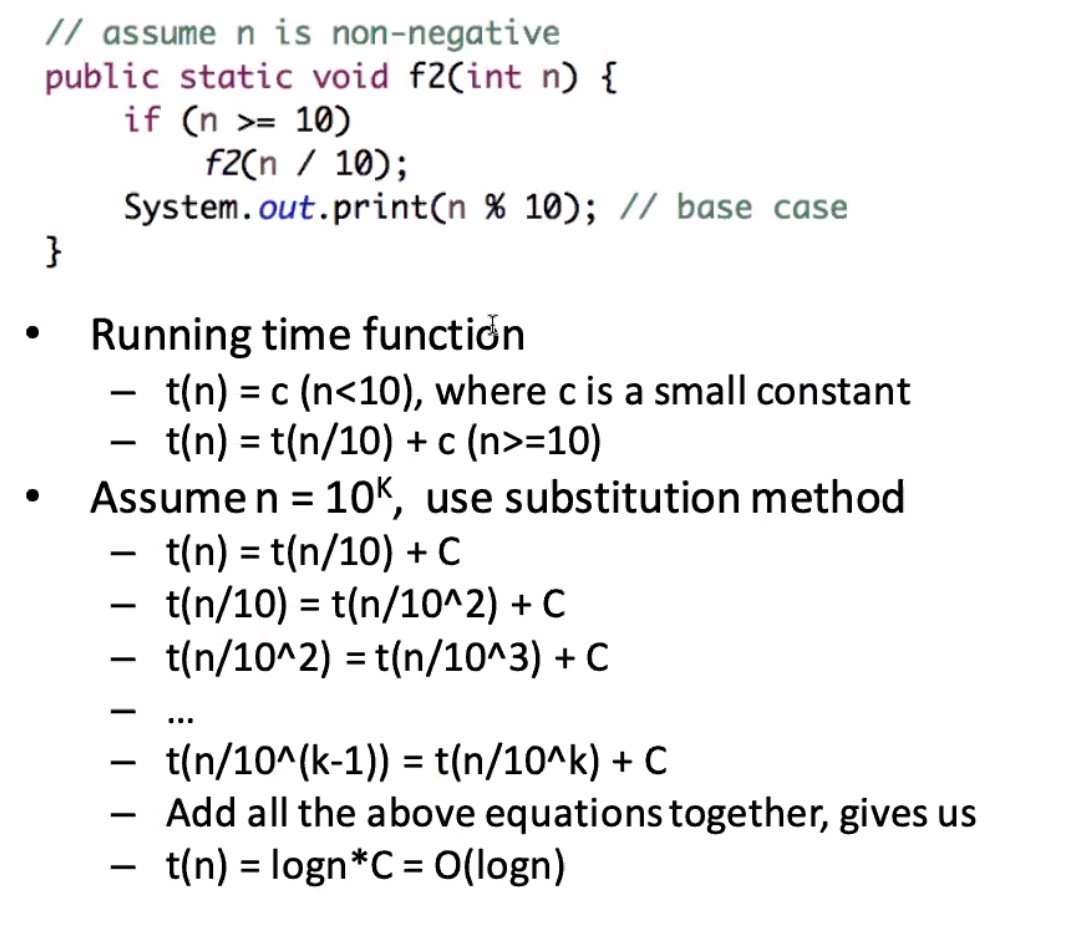 // assume n is non-negative
public static void f2(int n) {
if (n >= 10)
f2(n / 10);
System.out.print(n % 10); // base case
}
• Running time function
– t(n) = c (n<10), where c is a small constant
– t(n) = t(n/10) + c (n>=10)
• Assume n = 10ᴷ, use substitution method
– t(n) = t(n/10) + C
– t(n/10) = t(n/10^2) + C
– t(n/10^2) = t(n/10^3) + C
– ...
– t(n/10^(k-1)) = t(n/10^k) + C
– Add all the above equations together, gives us
– t(n) = logn*C = O(logn)